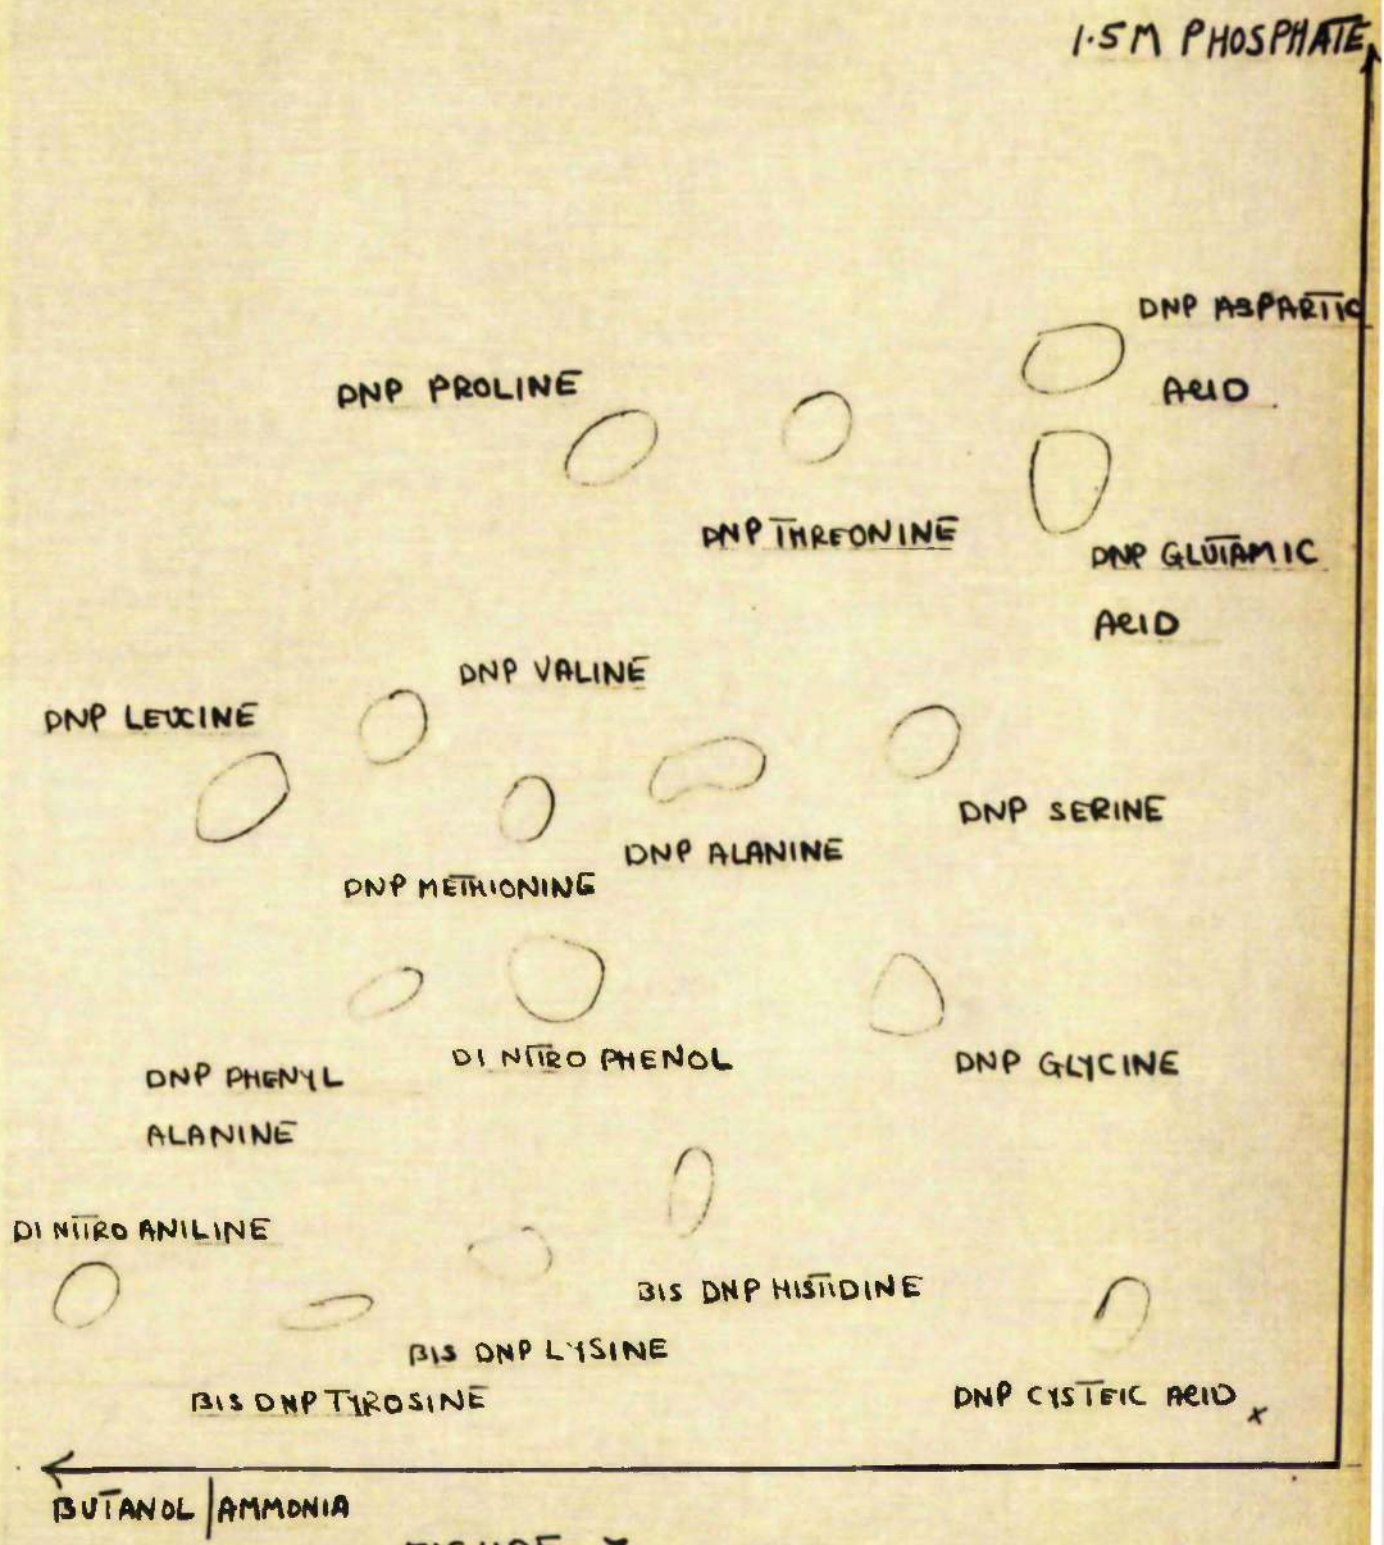 1.5M PHOSPHATE
DNP ASPARTIC
ACID
DNP PROLINE
DNP THREONINE
DNP GLUTAMIC
ACID
DNP VALINE
DNP LEUCINE
DNP SERINE
DNP ALANINE
DNP METHIONINE
DI NITRO PHENOL
DNP GLYCINE
DNP PHENYL
ALANINE
DI NITRO ANILINE
BIS DNP HISTIDINE
BIS DNP LYSINE
BIS DNP TYROSINE
DNP CYSTEIC ACID
x
BUTANOL | AMMONIA